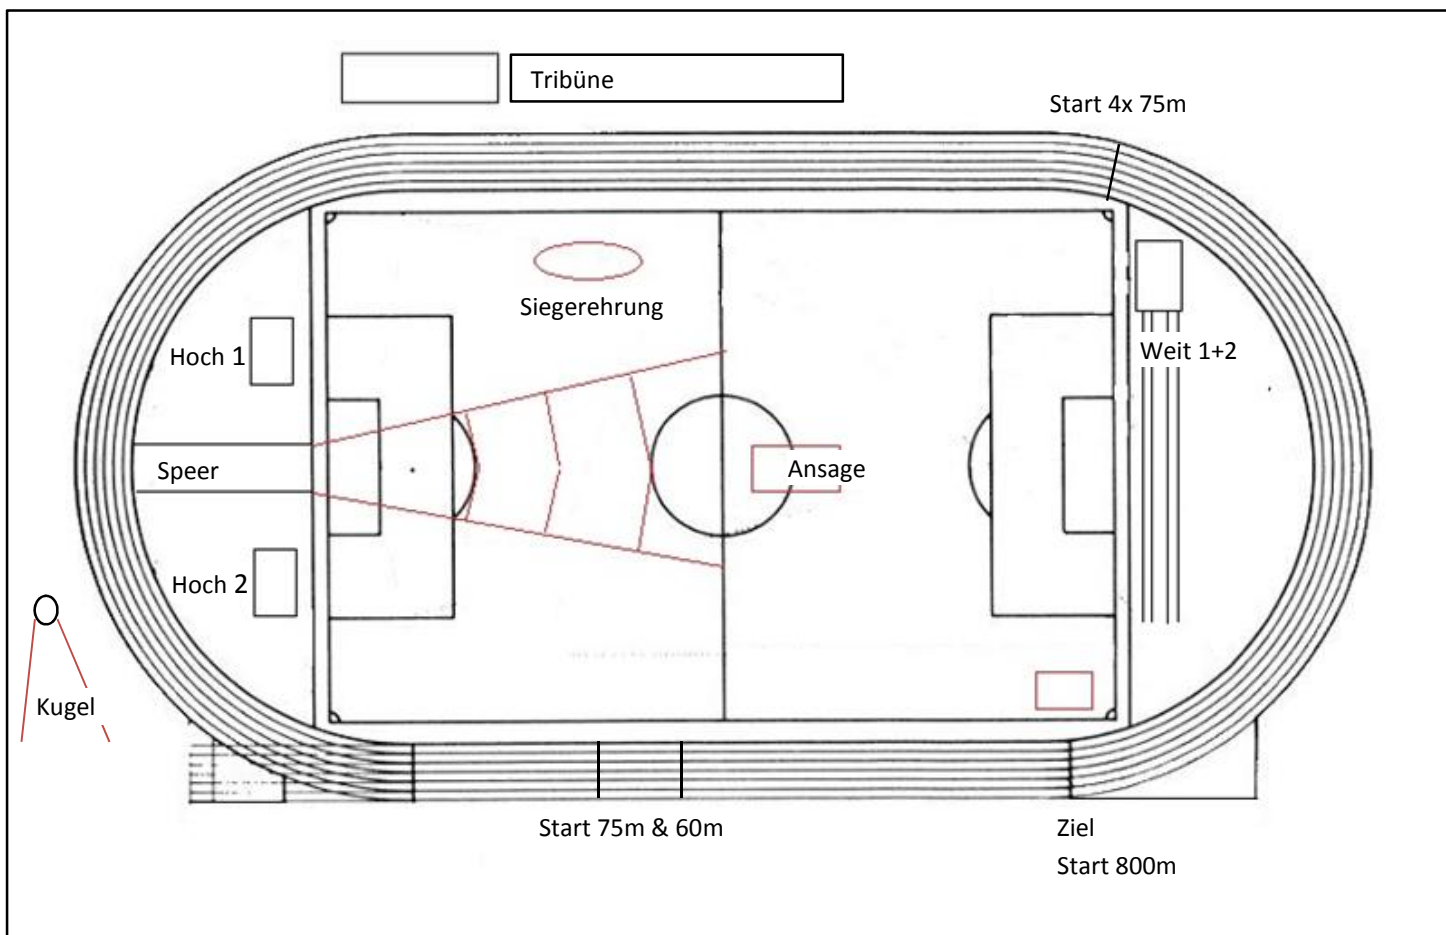 Tribüne
Start 4x 75m
Siegerehrung
Hoch 1
Weit 1+2
Speer
Ansage
Hoch 2
Kugel
Start 75m & 60m
Ziel
Start 800m